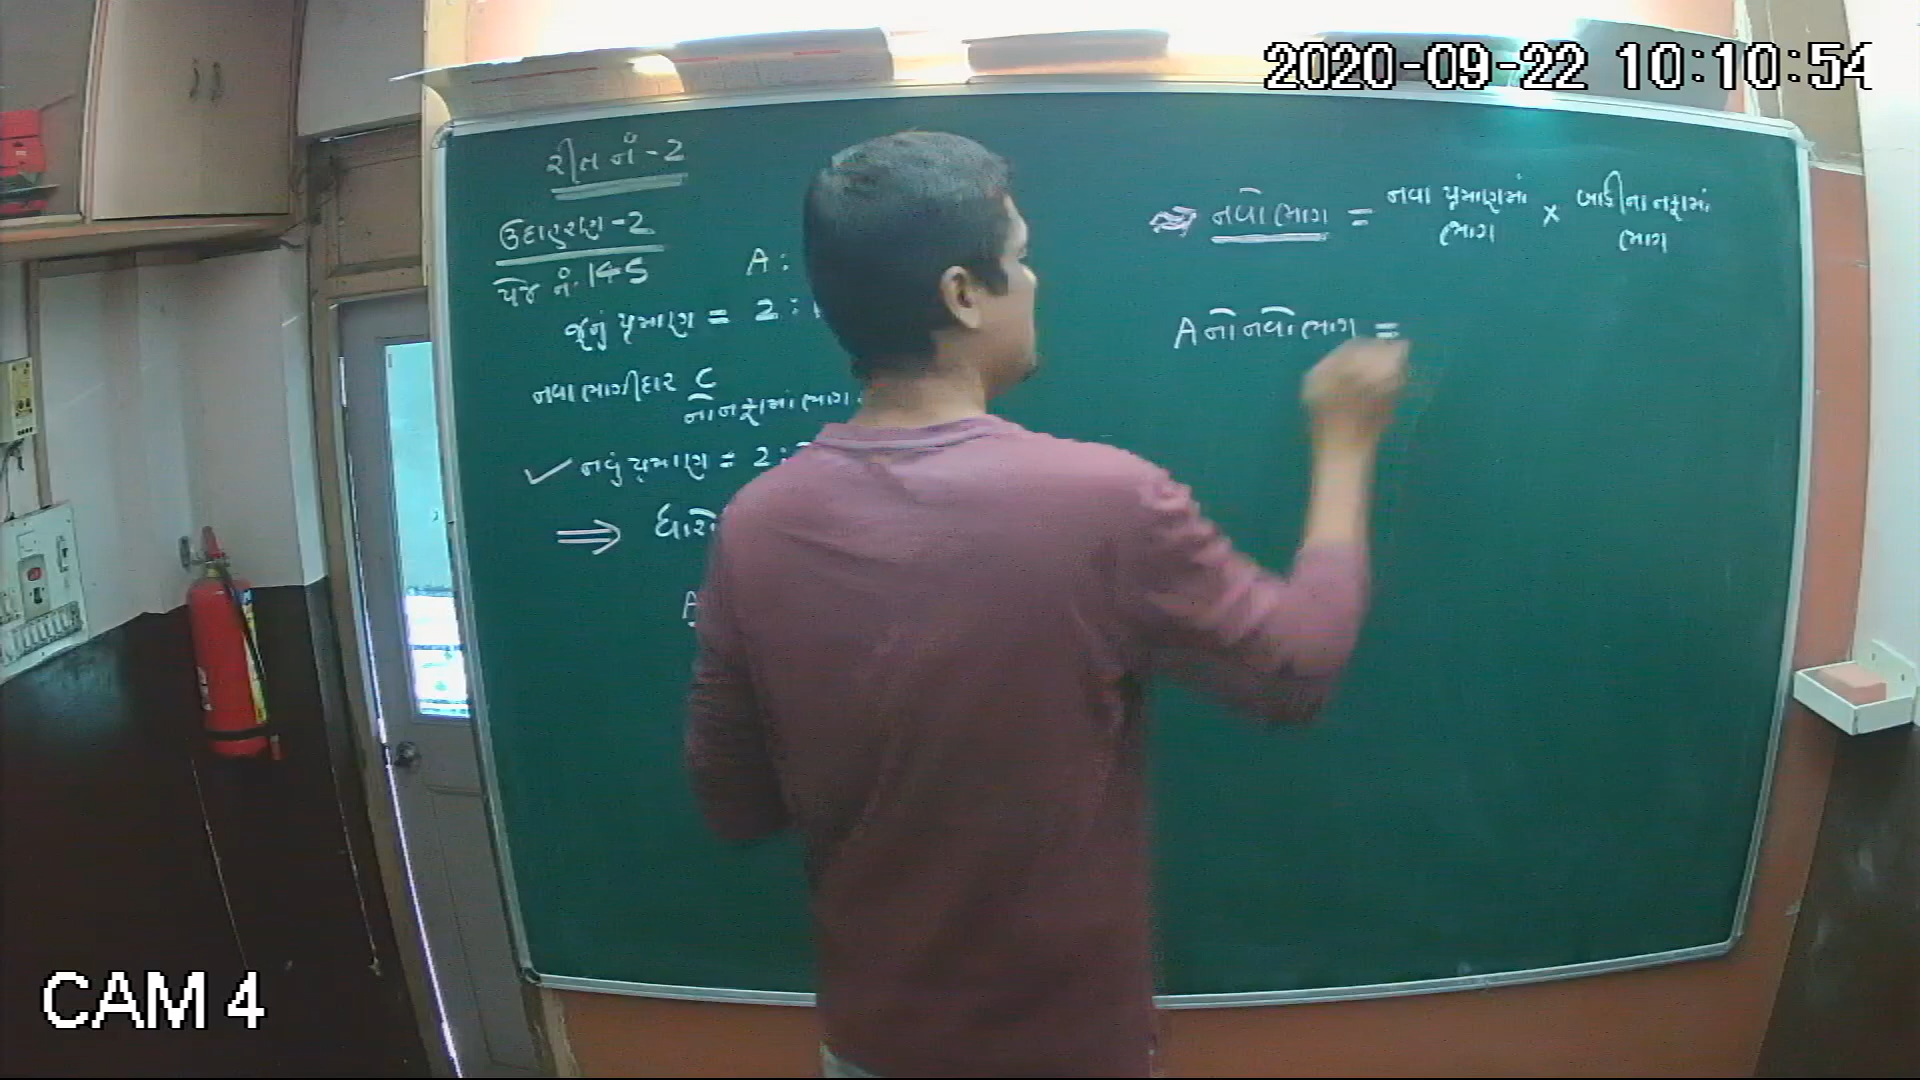 2020-09-22 10:10:54
રીત નં-2
ઉદાહરણ-2
પેજ નં. 145
A :
જૂનું પ્રમાણ = 2 :
નવા ભાગીદાર C
નો નફામાં ભાગ
✓ નવું પ્રમાણ = 2 :
⇒ ધારો
A
નવો ભાગ = નવા પ્રમાણમાં ભાગ × બાકીના નફામાં ભાગ
A નો નવો ભાગ =
CAM 4